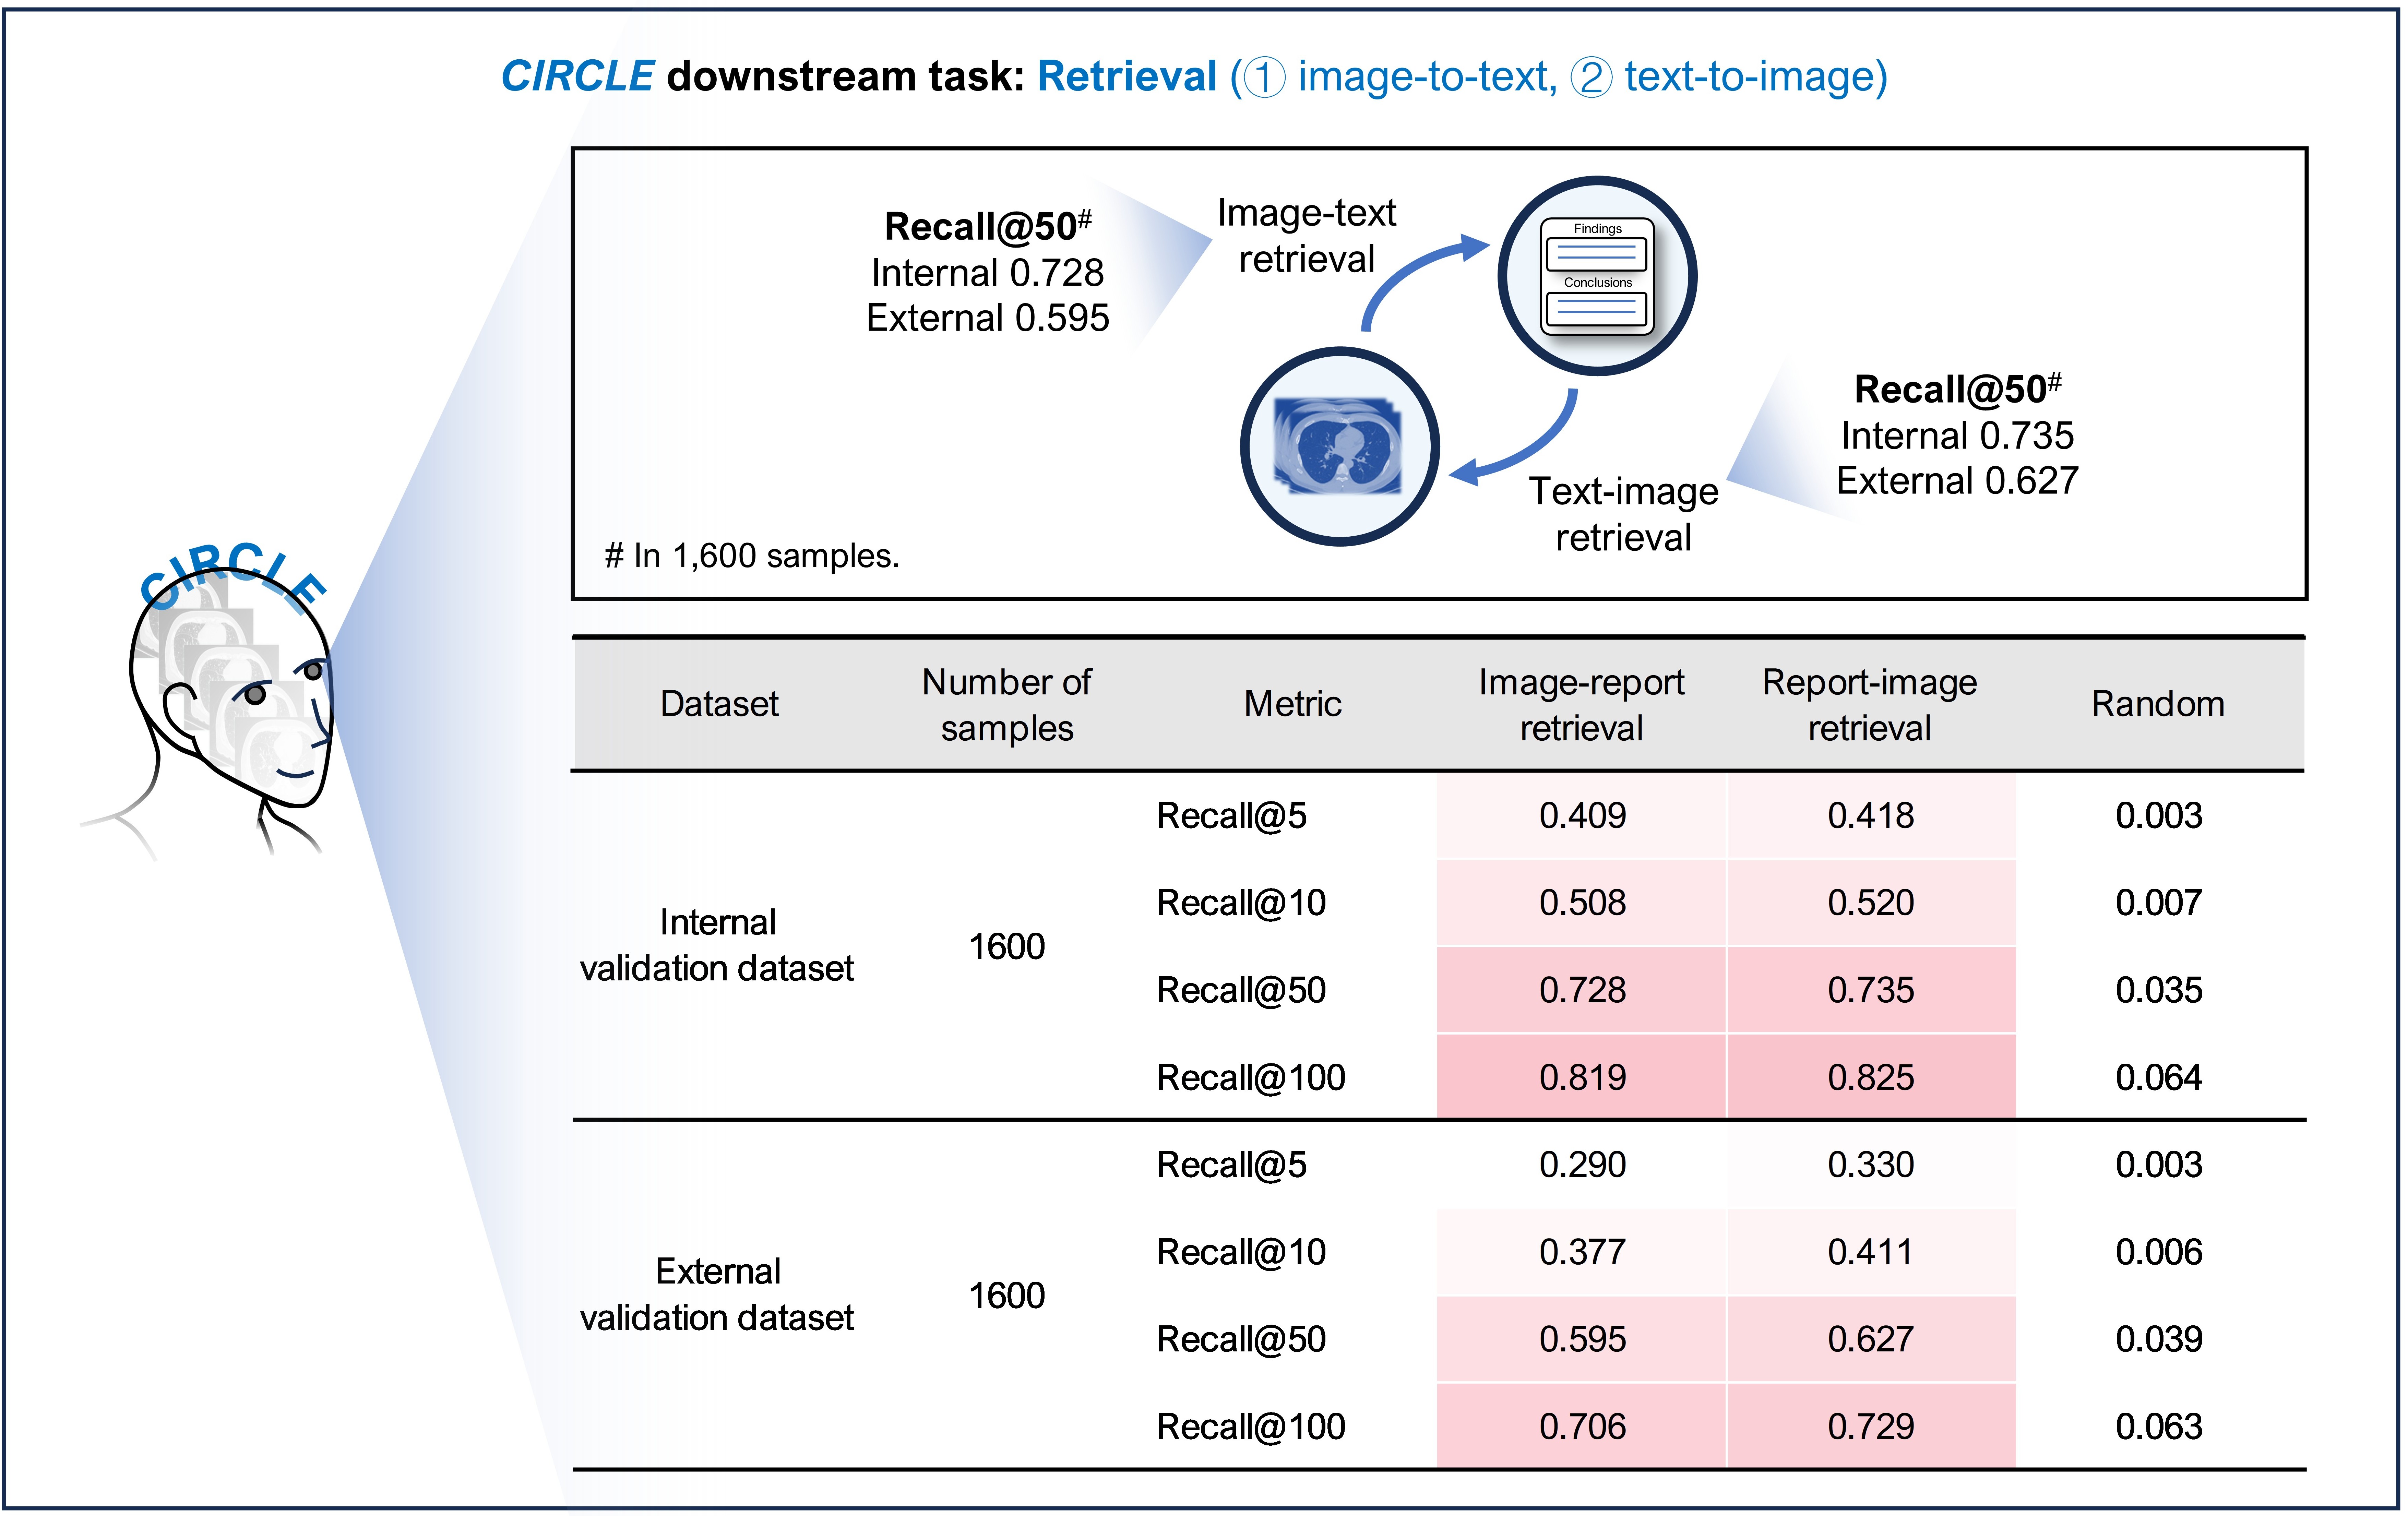 CIRCLE downstream task: Retrieval (① image-to-text, ② text-to-image)
Recall@50#
Internal 0.728
External 0.595
Image-text
retrieval
Findings
Conclusions
Recall@50#
Internal 0.735
External 0.627
Text-image
retrieval
# In 1,600 samples.
CIRCLE
Dataset Number of samples Metric Image-report retrieval Report-image retrieval Random
Internal validation dataset 1600
Recall@5 0.409 0.418 0.003
Recall@10 0.508 0.520 0.007
Recall@50 0.728 0.735 0.035
Recall@100 0.819 0.825 0.064
External validation dataset 1600
Recall@5 0.290 0.330 0.003
Recall@10 0.377 0.411 0.006
Recall@50 0.595 0.627 0.039
Recall@100 0.706 0.729 0.063